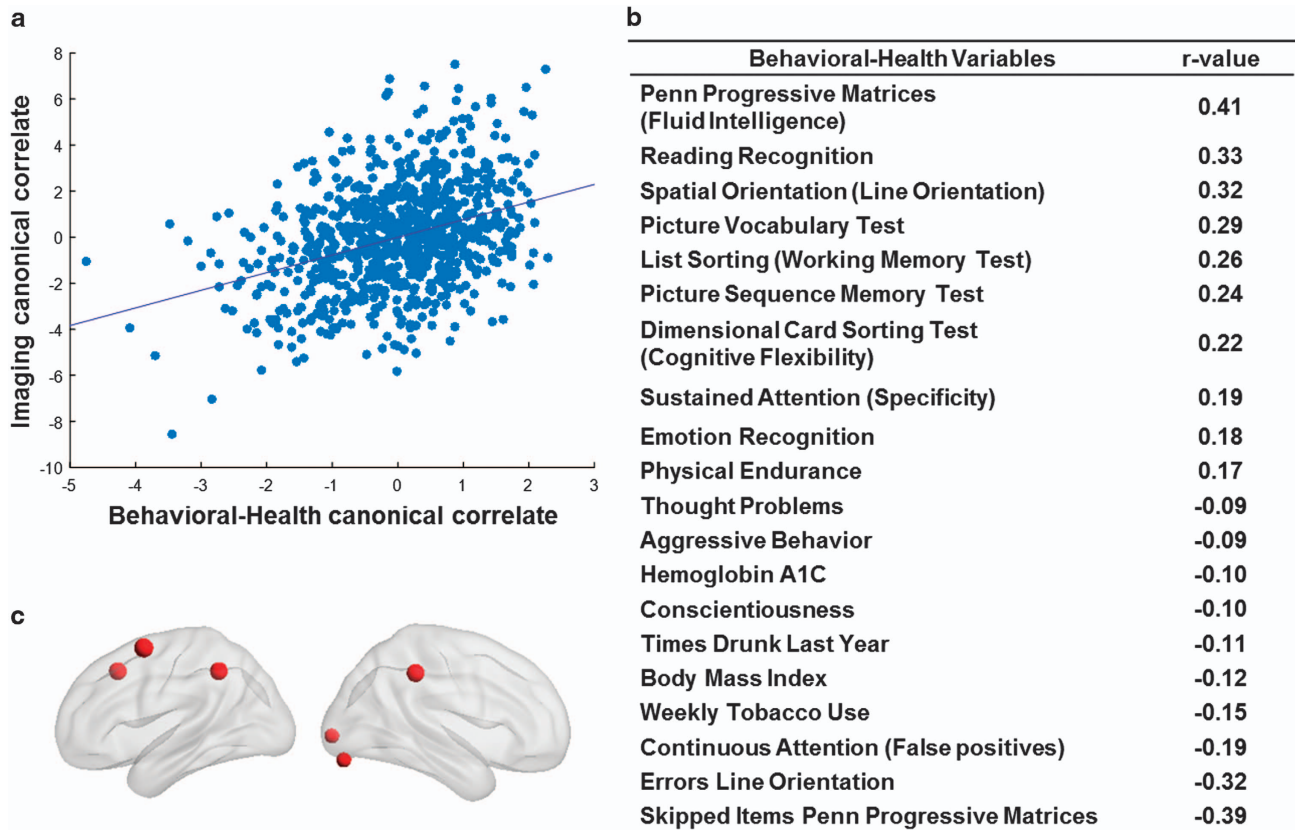 a
8
6
4
2
0
-2
-4
-6
-8
-10
-5
-4
-3
-2
-1
0
1
2
3
Imaging canonical correlate
Behavioral-Health canonical correlate
b
Behavioral-Health Variables r-value
Penn Progressive Matrices
(Fluid Intelligence) 0.41
Reading Recognition 0.33
Spatial Orientation (Line Orientation) 0.32
Picture Vocabulary Test 0.29
List Sorting (Working Memory Test) 0.26
Picture Sequence Memory Test 0.24
Dimensional Card Sorting Test
(Cognitive Flexibility) 0.22
Sustained Attention (Specificity) 0.19
Emotion Recognition 0.18
Physical Endurance 0.17
Thought Problems -0.09
Aggressive Behavior -0.09
Hemoglobin A1C -0.10
Conscientiousness -0.10
Times Drunk Last Year -0.11
Body Mass Index -0.12
Weekly Tobacco Use -0.15
Continuous Attention (False positives) -0.19
Errors Line Orientation -0.32
Skipped Items Penn Progressive Matrices -0.39
c